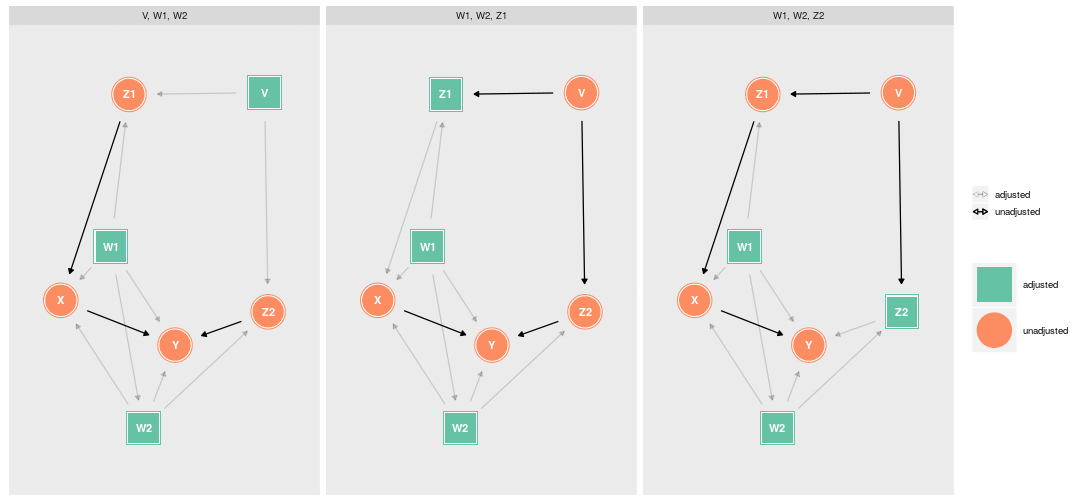 V, W1, W2
W1, W2, Z1
W1, W2, Z2
Z1
V
W1
X
Z2
Y
W2
Z1
V
W1
X
Z2
Y
W2
Z1
V
W1
X
Z2
Y
W2
adjusted
unadjusted
adjusted
unadjusted